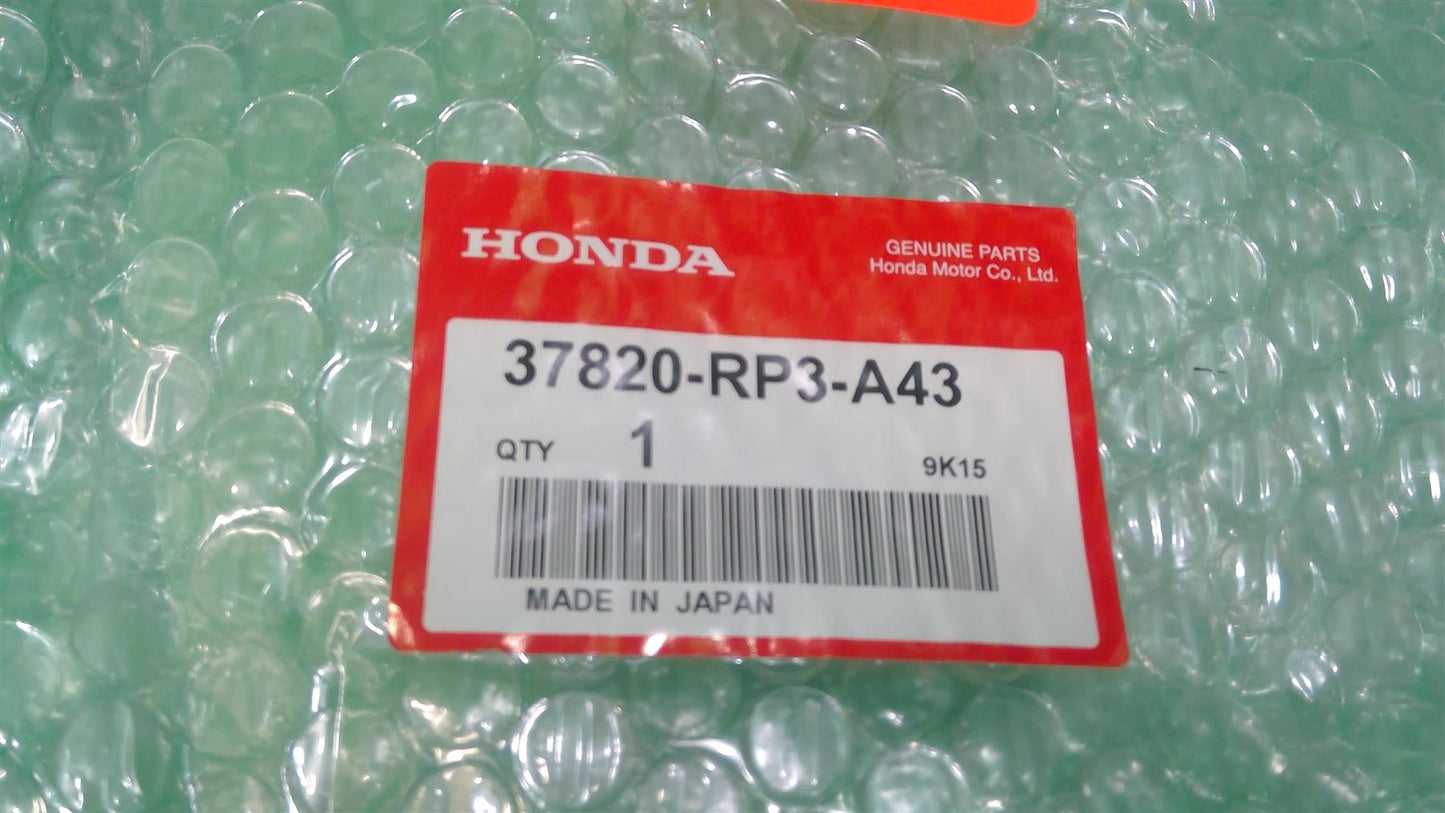 HONDA
GENUINE PARTS
Honda Motor Co., Ltd.
37820-RP3-A43
QTY 1 9K15
MADE IN JAPAN